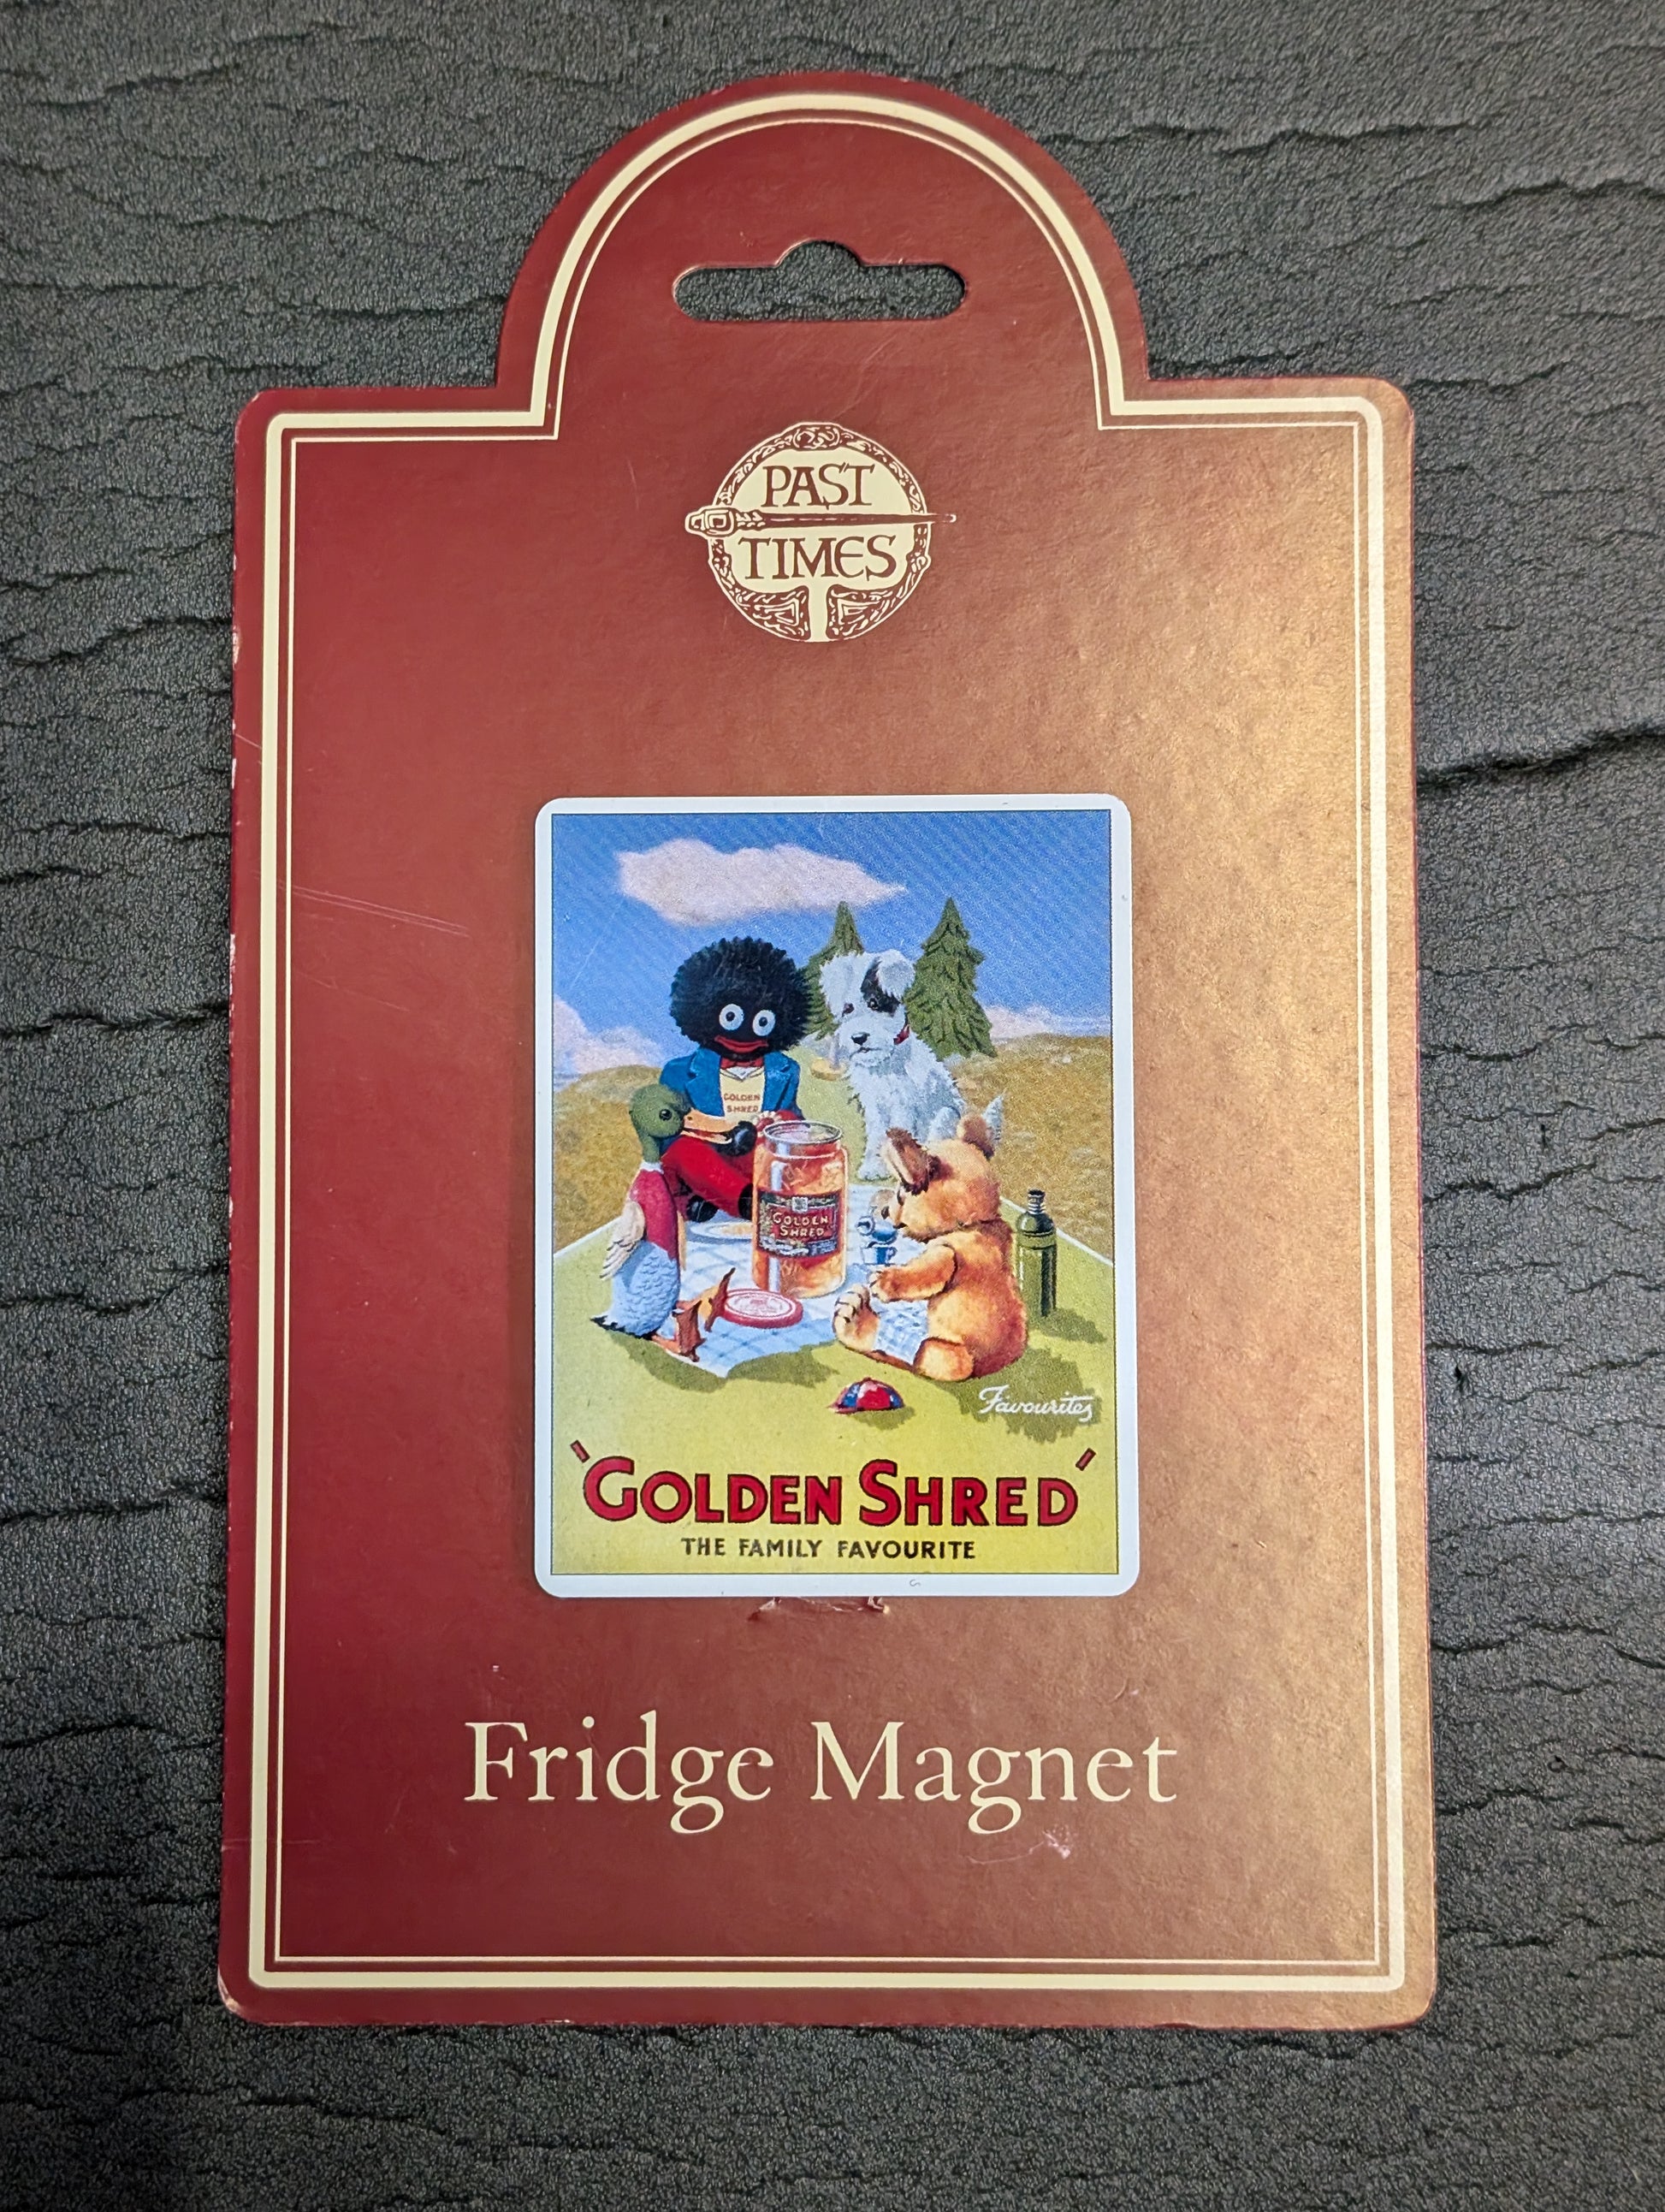 PAST
TIMES
GOLDEN
SHRED
GOLDEN
SHRED
Favourites
'GOLDEN SHRED'
THE FAMILY FAVOURITE
Fridge Magnet